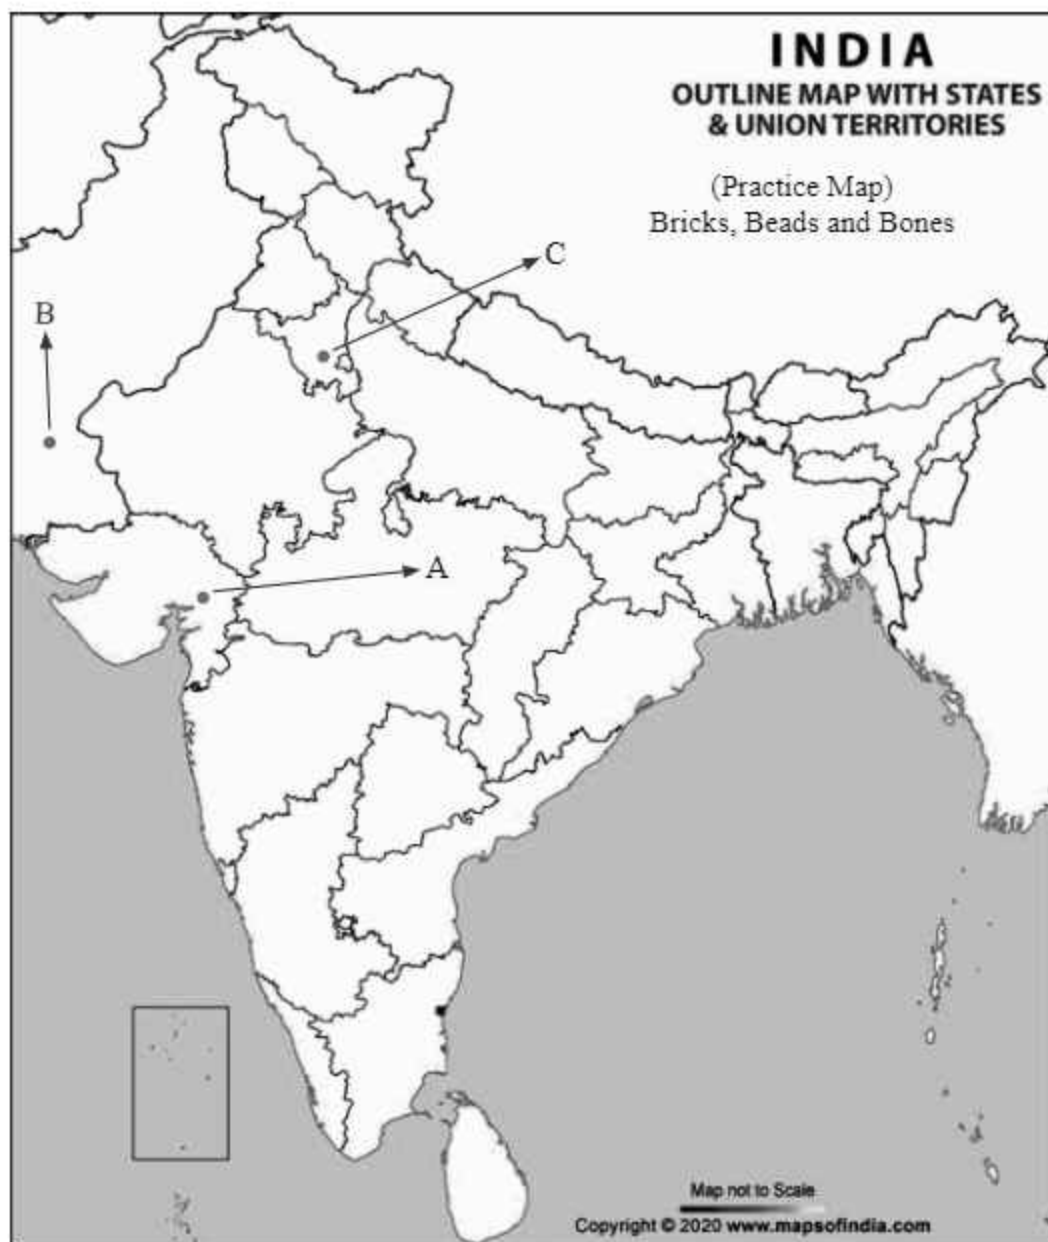 INDIA
OUTLINE MAP WITH STATES
& UNION TERRITORIES
(Practice Map)
Bricks, Beads and Bones
C
B
A
Map not to Scale
Copyright © 2020 www.mapsofindia.com